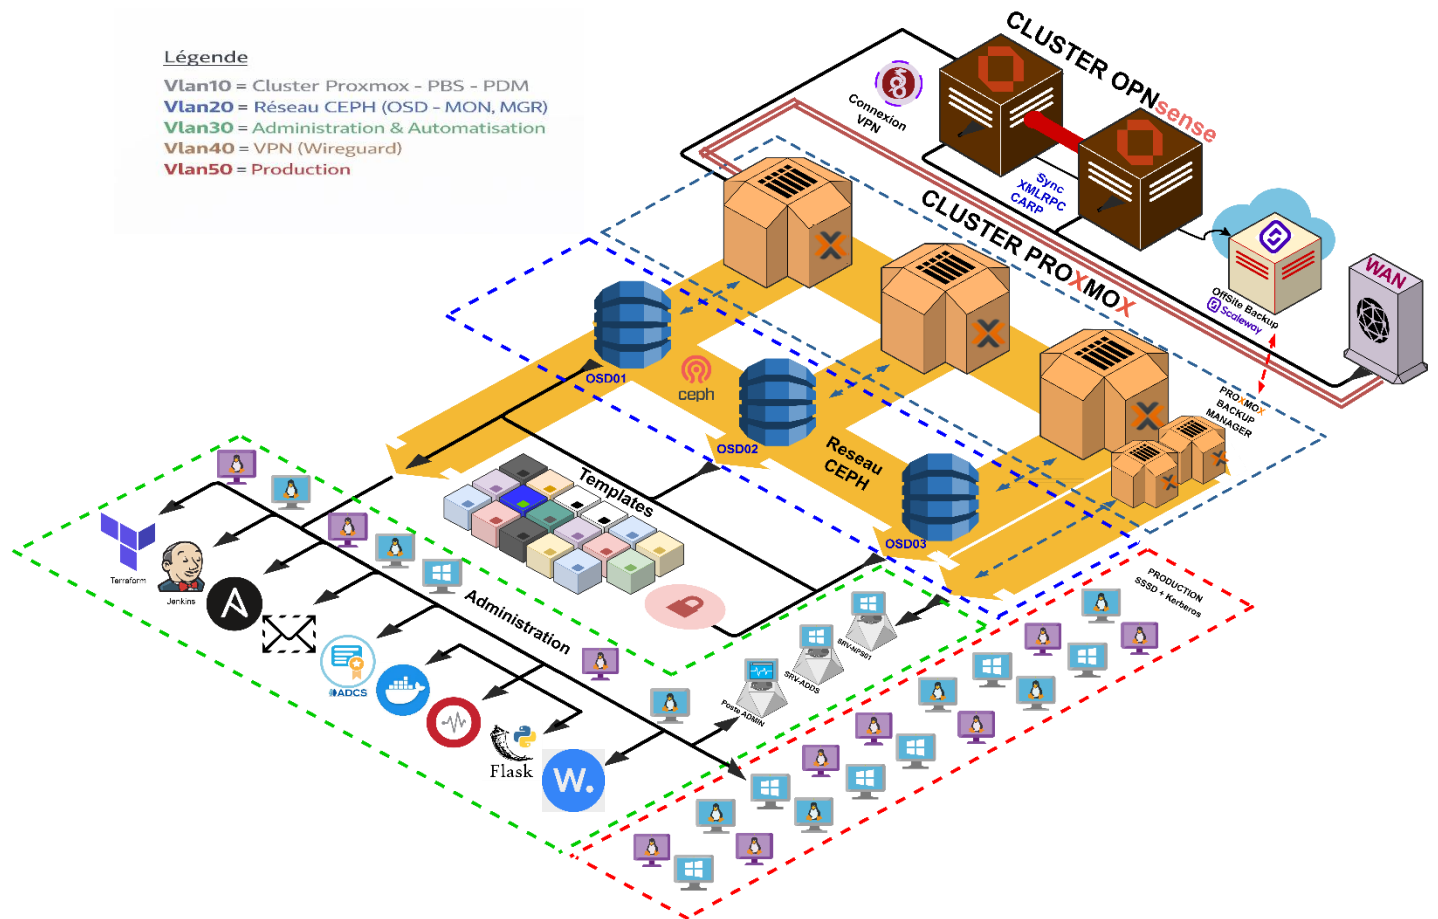 Légende
Vlan10 = Cluster Proxmox - PBS - PDM
Vlan20 = Réseau CEPH (OSD - MON, MGR)
Vlan30 = Administration & Automatisation
Vlan40 = VPN (Wireguard)
Vlan50 = Production
CLUSTER OPNsense
Connexion
VPN
Sync
XMLRPC
CARP
CLUSTER PROXMOX
WAN
OffSite Backup
Scaleway
PROXMOX
BACKUP
MANAGER
OSD01
ceph
OSD02
Reseau
CEPH
OSD03
Templates
Administration
Terraform
Jenkins
ADCS
Flask
W.
Poste ADMIN
SRV-ADDS
SRV-NPS01
PRODUCTION
SSSD + Kerberos